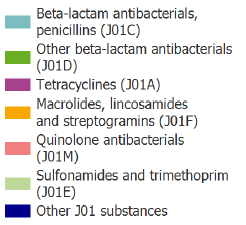 Beta-lactam antibacterials,
penicillins (J01C)
Other beta-lactam antibacterials
(J01D)
Tetracyclines (J01A)
Macrolides, lincosamides
and streptogramins (J01F)
Quinolone antibacterials
(J01M)
Sulfonamides and trimethoprim
(J01E)
Other J01 substances